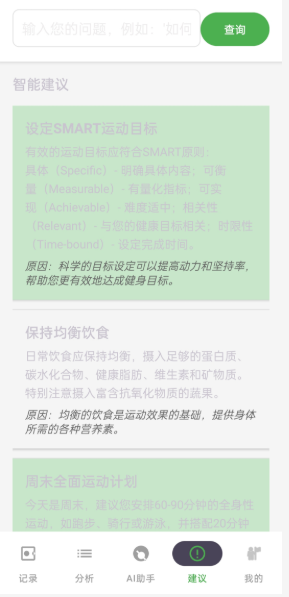 输入您的问题，例如：'如何
查询
智能建议
设定SMART运动目标
有效的运动目标应符合SMART原则：
具体（Specific）- 明确具体内容；可衡
量（Measurable）- 有量化指标；可实
现（Achievable）- 难度适中；相关性
（Relevant）- 与您的健康目标相关；时限性
（Time-bound）- 设定完成时间。
原因：科学的目标设定可以提高动力和坚持率，
帮助您更有效地达成健身目标。
保持均衡饮食
日常饮食应保持均衡，摄入足够的蛋白质、
碳水化合物、健康脂肪、维生素和矿物质。
特别注意摄入富含抗氧化物质的蔬果。
原因：均衡的饮食是运动效果的基础，提供身体
所需的各种营养素。
周末全面运动计划
今天是周末，建议您安排60-90分钟的全身性
运动，如跑步、骑行或游泳，并搭配20分钟
记录 分析 AI助手 建议 我的